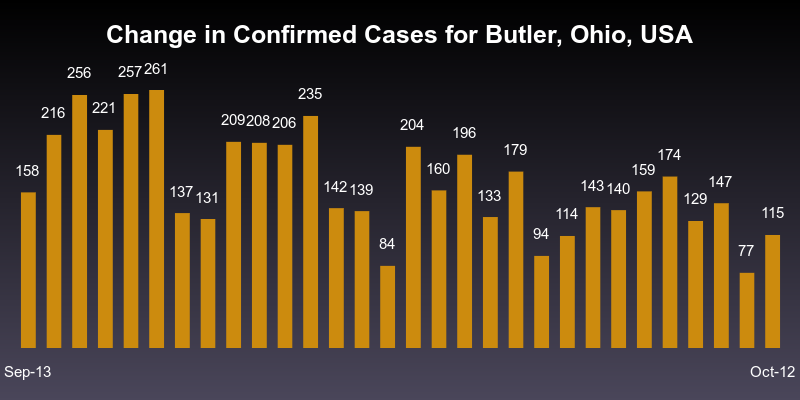 Change in Confirmed Cases for Butler, Ohio, USA
158 216 256 221 257 261 137 131 209 208 206 235 142 139 84 204 160 196 133 179 94 114 143 140 159 174 129 147 77 115
Sep-13 Oct-12